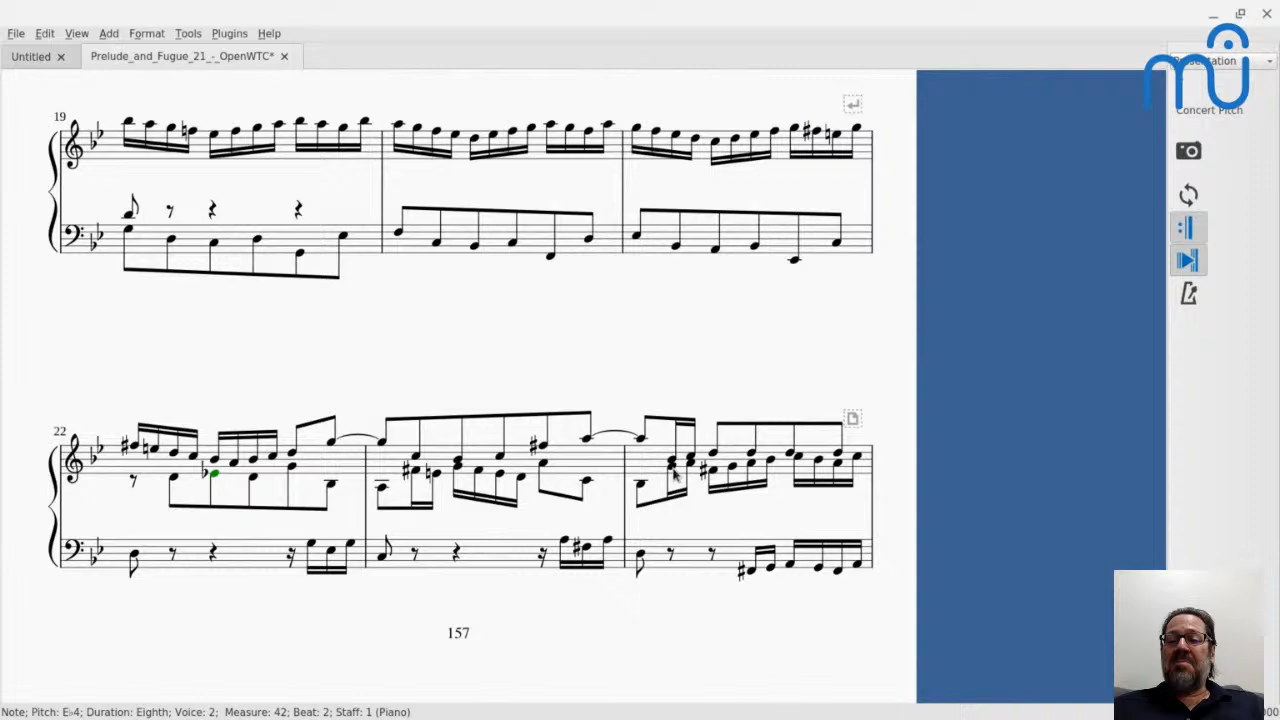 File Edit View Add Format Tools Plugins Help
Untitled Prelude_and_Fugue_21_-_OpenWTC*
Concert Pitch
19
22
157
Note; Pitch: E♭4; Duration: Eighth; Voice: 2; Measure: 42; Beat: 2; Staff: 1 (Piano)